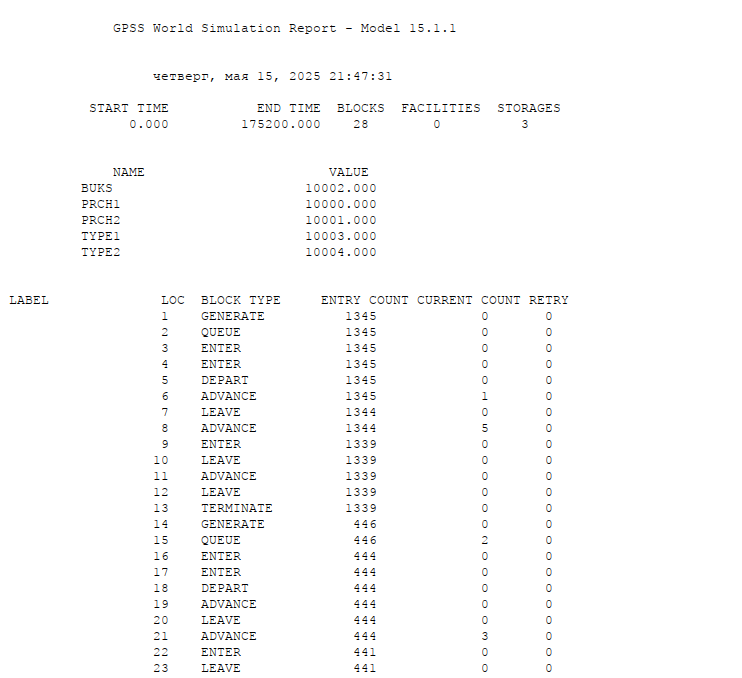 GPSS World Simulation Report - Model 15.1.1
четверг, мая 15, 2025 21:47:31
START TIME END TIME BLOCKS FACILITIES STORAGES
0.000 175200.000 28 0 3
NAME VALUE
BUKS 10002.000
PRCH1 10000.000
PRCH2 10001.000
TYPE1 10003.000
TYPE2 10004.000
LABEL LOC BLOCK TYPE ENTRY COUNT CURRENT COUNT RETRY
1 GENERATE 1345 0 0
2 QUEUE 1345 0 0
3 ENTER 1345 0 0
4 ENTER 1345 0 0
5 DEPART 1345 0 0
6 ADVANCE 1345 1 0
7 LEAVE 1344 0 0
8 ADVANCE 1344 5 0
9 ENTER 1339 0 0
10 LEAVE 1339 0 0
11 ADVANCE 1339 0 0
12 LEAVE 1339 0 0
13 TERMINATE 1339 0 0
14 GENERATE 446 0 0
15 QUEUE 446 2 0
16 ENTER 444 0 0
17 ENTER 444 0 0
18 DEPART 444 0 0
19 ADVANCE 444 0 0
20 LEAVE 444 0 0
21 ADVANCE 444 3 0
22 ENTER 441 0 0
23 LEAVE 441 0 0